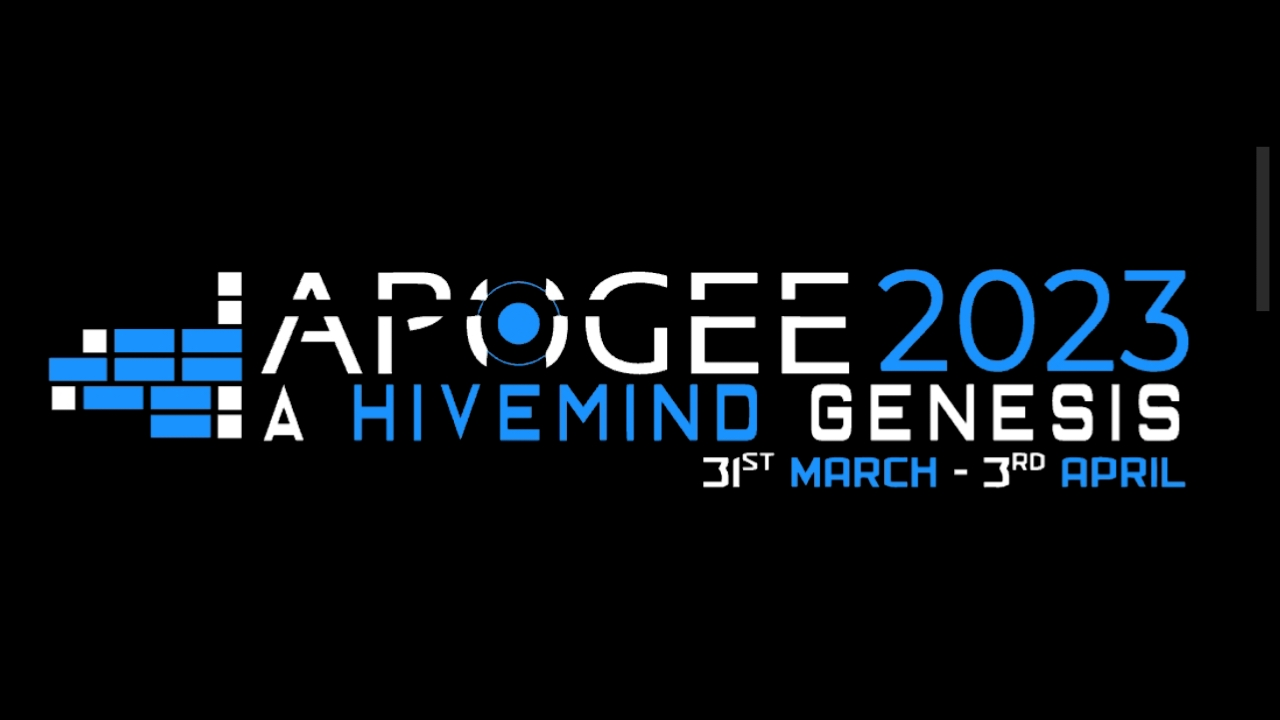 APOGEE 2023
A HIVEMIND GENESIS
31ST MARCH - 3RD APRIL